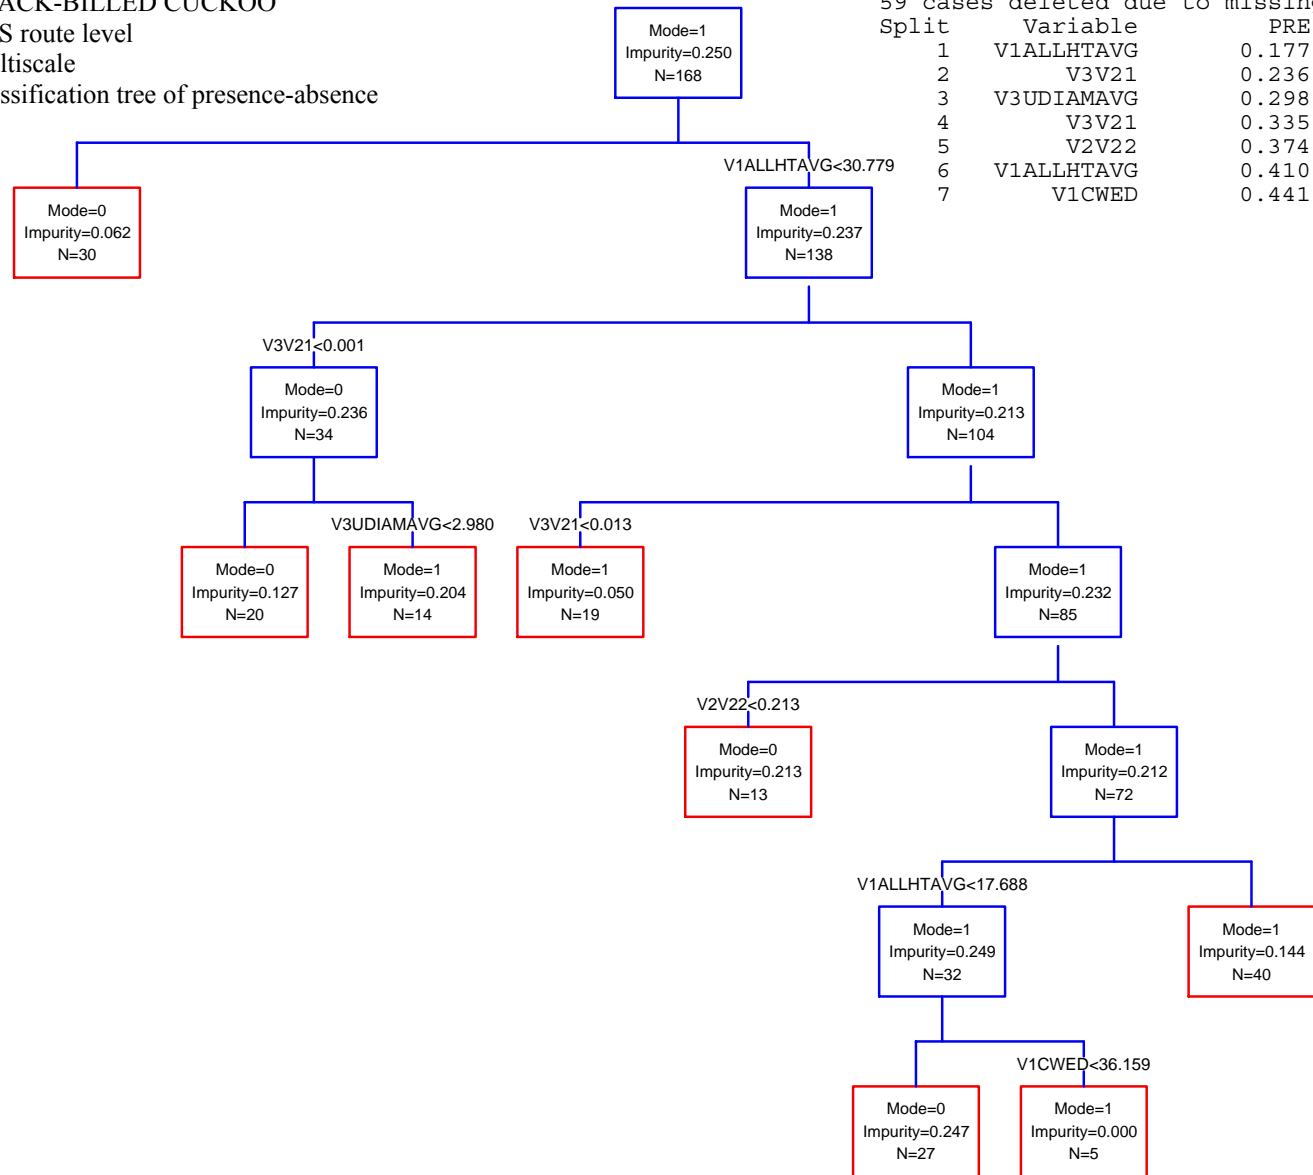 ACK-BILLED CUCKOO
S route level
ltiscale
ssification tree of presence-absence
59 cases deleted due to missing
Split Variable PRE
1 V1ALLHTAVG 0.177
2 V3V21 0.236
3 V3UDIAMAVG 0.298
4 V3V21 0.335
5 V2V22 0.374
6 V1ALLHTAVG 0.410
7 V1CWED 0.441
Mode=1
Impurity=0.250
N=168
V1ALLHTAVG<30.779
Mode=0
Impurity=0.062
N=30
Mode=1
Impurity=0.237
N=138
V3V21<0.001
Mode=0
Impurity=0.236
N=34
Mode=1
Impurity=0.213
N=104
V3UDIAMAVG<2.980
V3V21<0.013
Mode=0
Impurity=0.127
N=20
Mode=1
Impurity=0.204
N=14
Mode=1
Impurity=0.050
N=19
Mode=1
Impurity=0.232
N=85
V2V22<0.213
Mode=0
Impurity=0.213
N=13
Mode=1
Impurity=0.212
N=72
V1ALLHTAVG<17.688
Mode=1
Impurity=0.249
N=32
Mode=1
Impurity=0.144
N=40
V1CWED<36.159
Mode=0
Impurity=0.247
N=27
Mode=1
Impurity=0.000
N=5